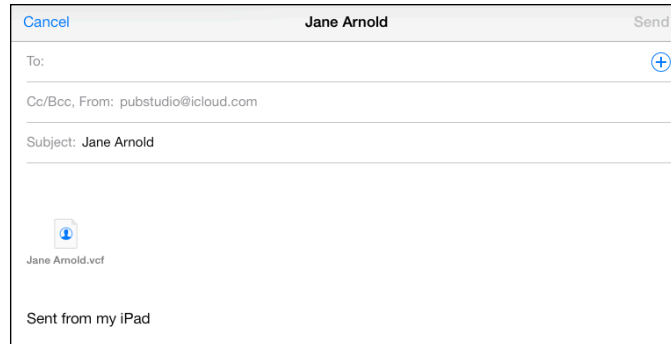 Cancel Jane Arnold Send
To:
Cc/Bcc, From: pubstudio@icloud.com
Subject: Jane Arnold
Jane Arnold.vcf
Sent from my iPad